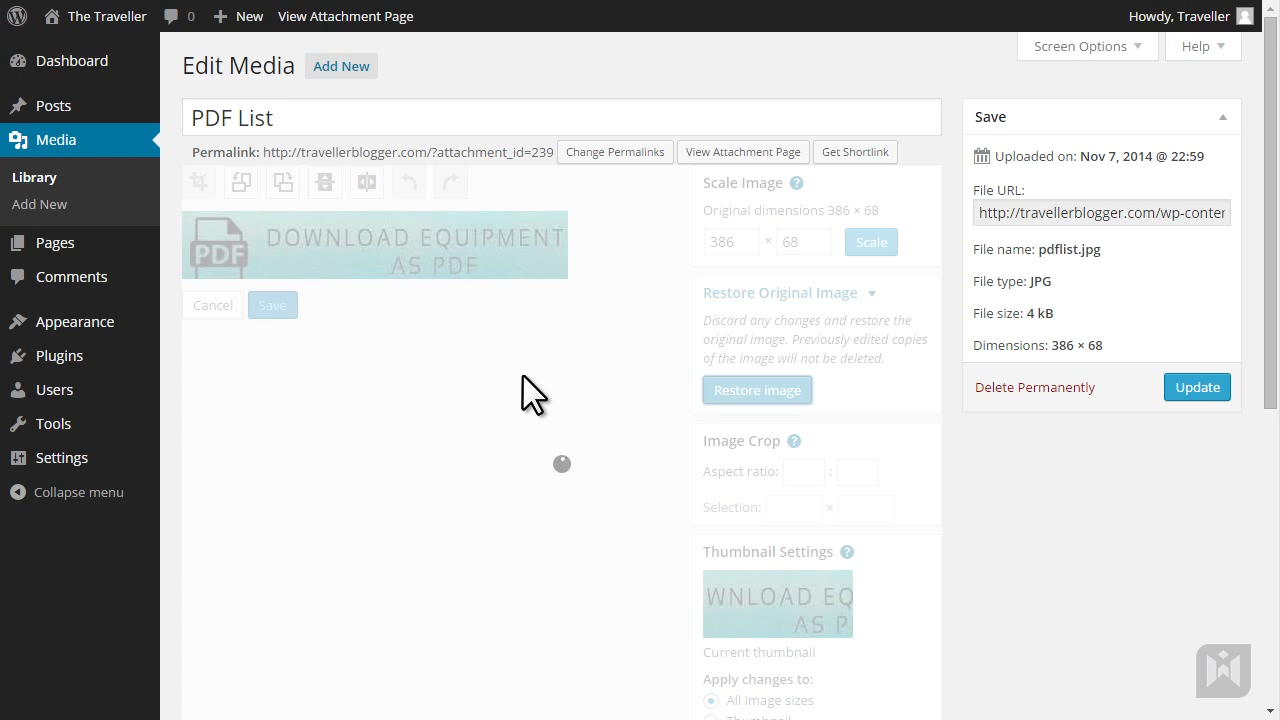 The Traveller
0
New
View Attachment Page
Howdy, Traveller
Dashboard
Posts
Media
Library
Add New
Pages
Comments
Appearance
Plugins
Users
Tools
Settings
Collapse menu
Screen Options
Help
Edit Media
Add New
PDF List
Permalink: http://travellerblogger.com/?attachment_id=239
Change Permalinks
View Attachment Page
Get Shortlink
PDF
DOWNLOAD EQUIPMENT
AS PDF
Cancel
Save
Scale Image ?
Original dimensions 386 × 68
386 × 68
Scale
Restore Original Image
Discard any changes and restore the
original image. Previously edited copies
of the image will not be deleted.
Restore image
Image Crop ?
Aspect ratio: :
Selection: ×
Thumbnail Settings ?
WNLOAD EQ
AS P
Current thumbnail
Apply changes to:
All image sizes
Thumbnail
Save
Uploaded on: Nov 7, 2014 @ 22:59
File URL:
http://travellerblogger.com/wp-conter
File name: pdflist.jpg
File type: JPG
File size: 4 kB
Dimensions: 386 × 68
Delete Permanently
Update